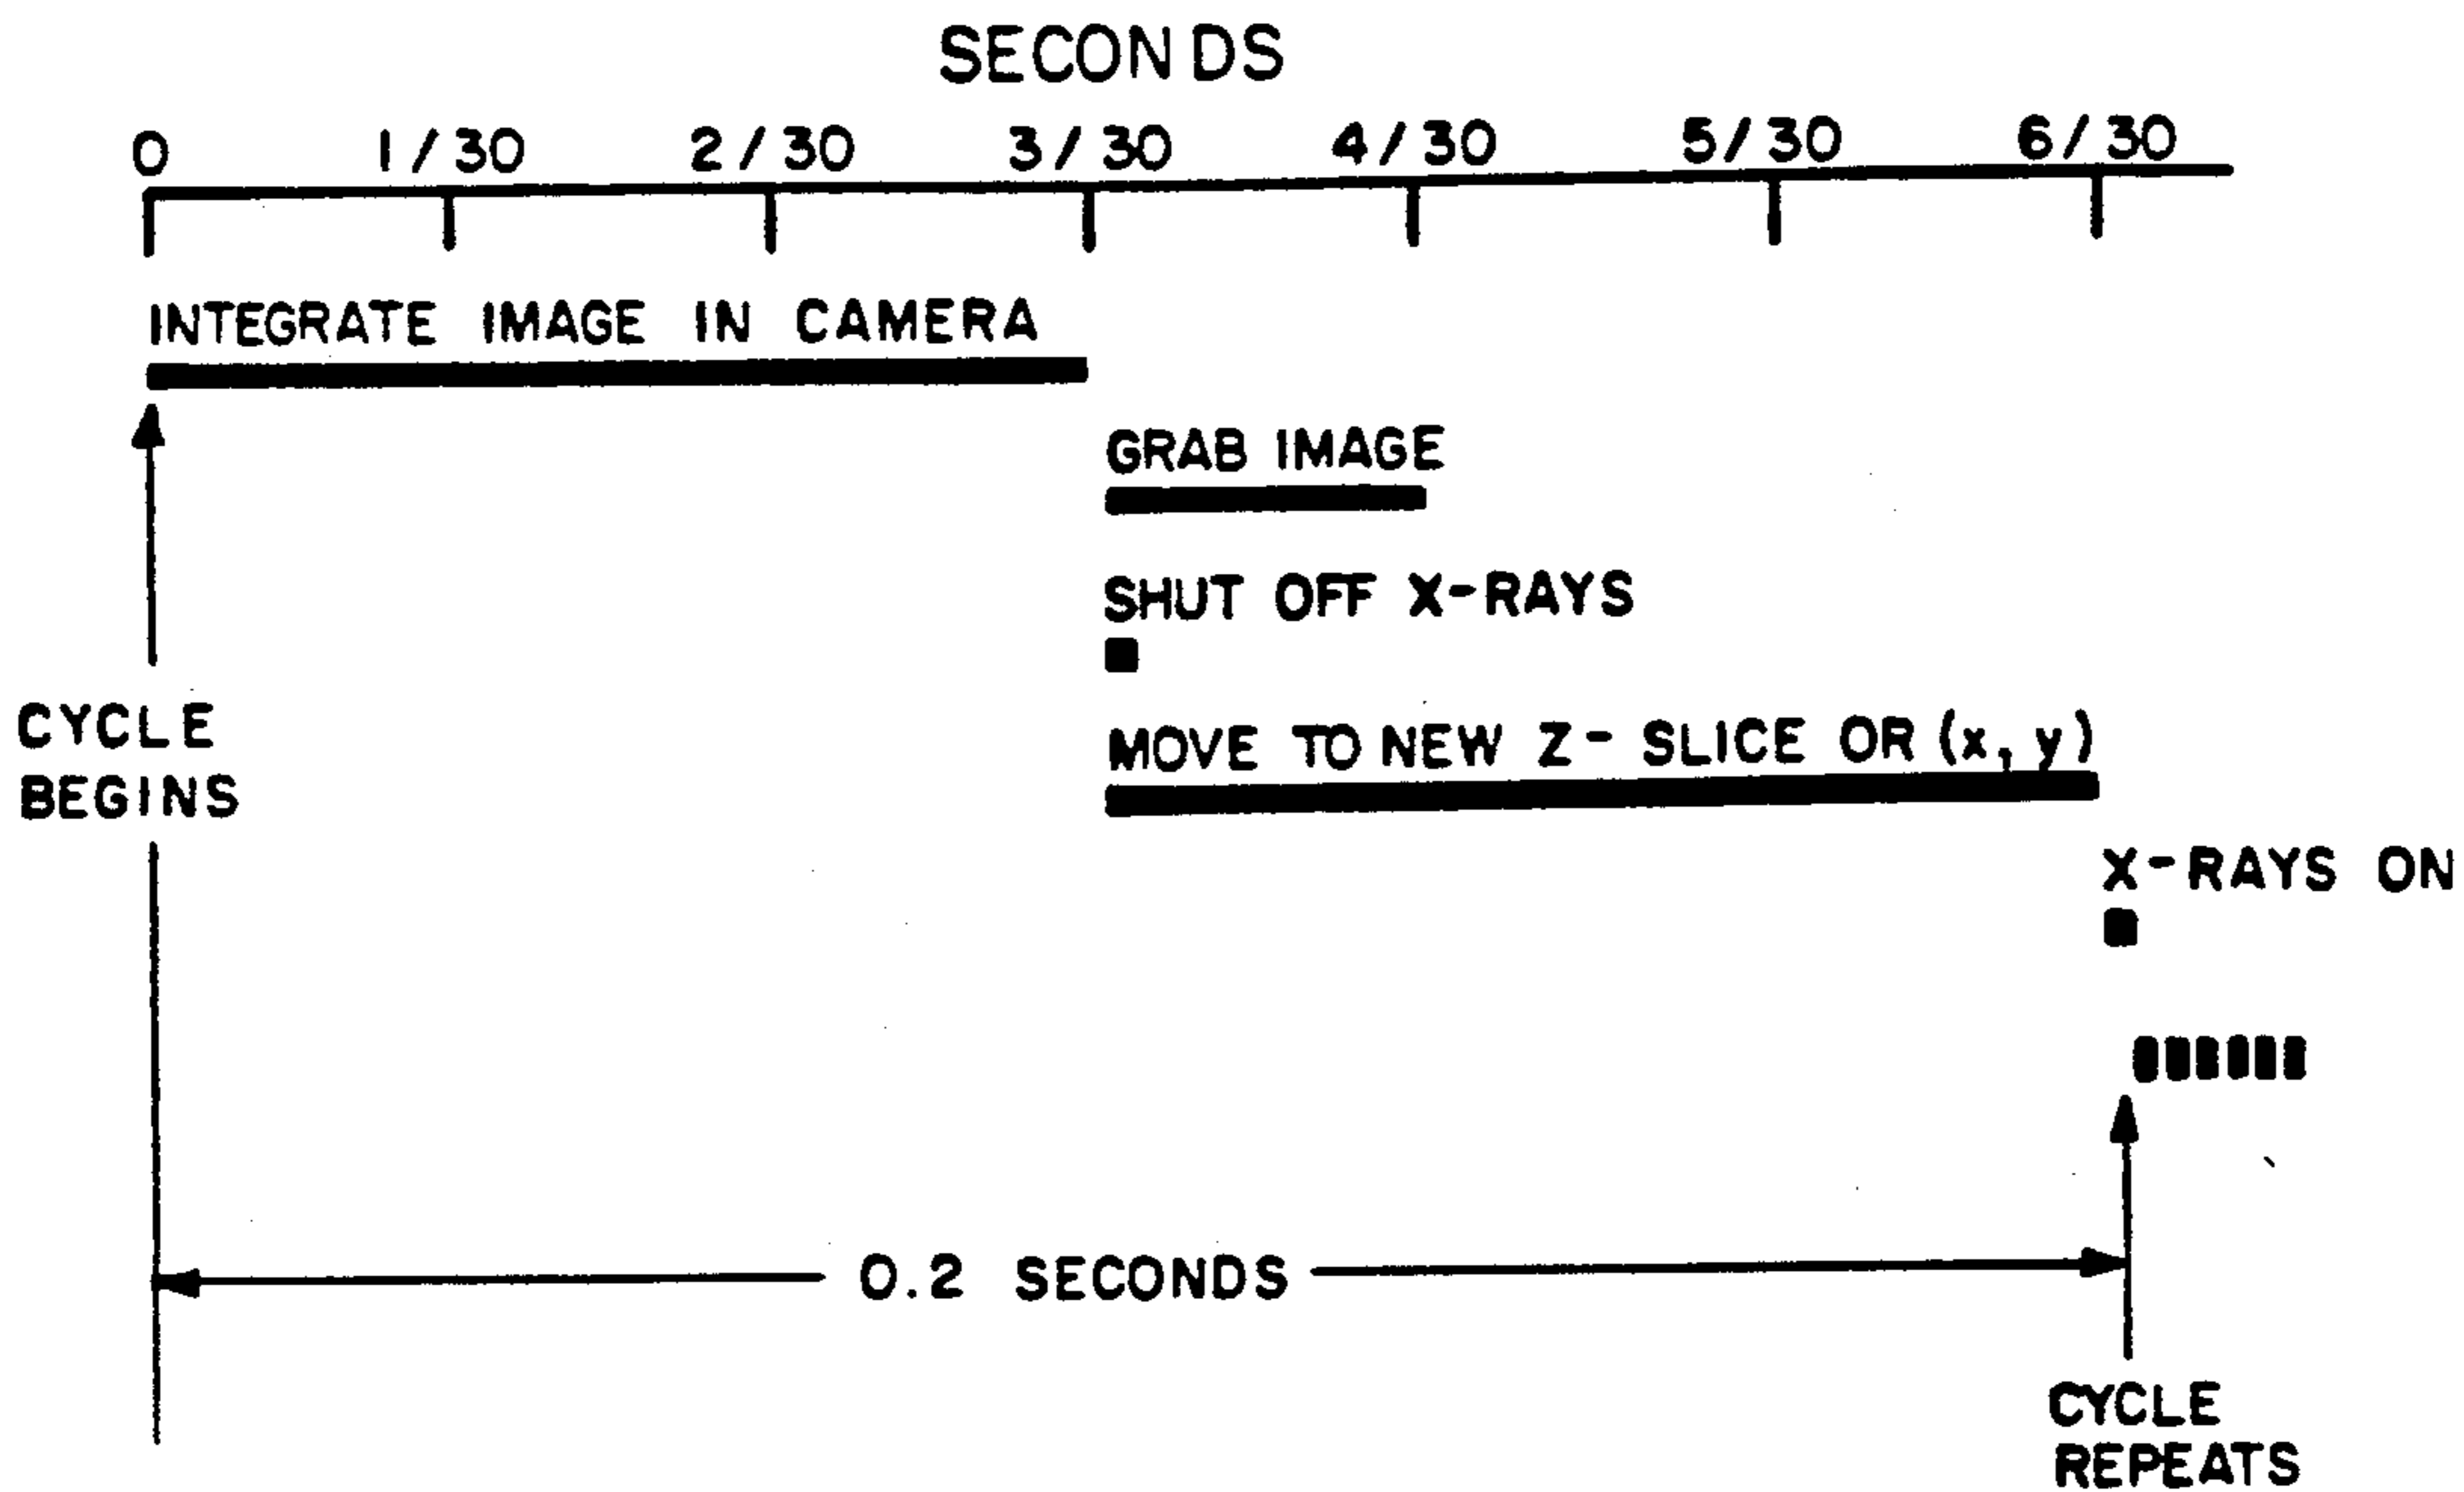 SECONDS
0 1/30 2/30 3/30 4/30 5/30 6/30
INTEGRATE IMAGE IN CAMERA
GRAB IMAGE
SHUT OFF X-RAYS
CYCLE
BEGINS
MOVE TO NEW Z- SLICE OR (x, y)
X-RAYS ON
0.2 SECONDS
CYCLE
REPEATS